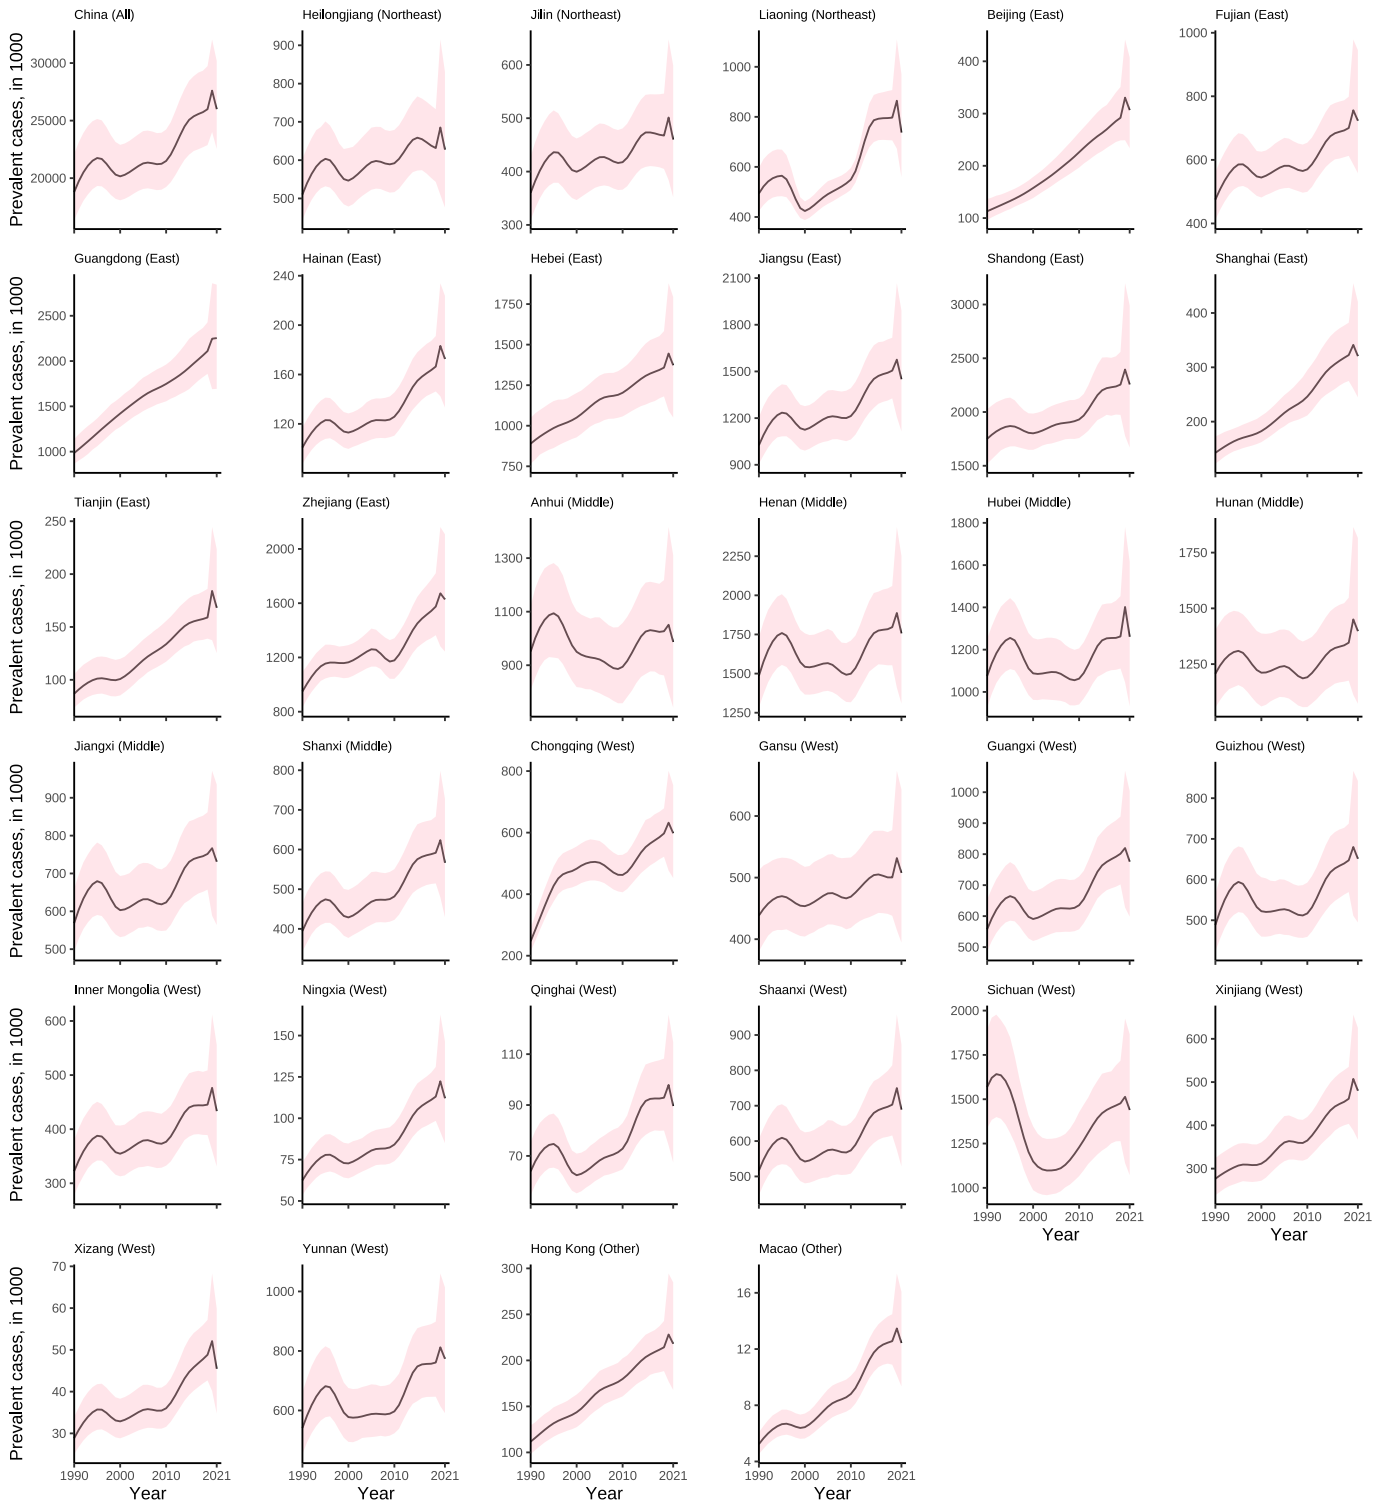 China (All)
Heilongjiang (Northeast)
Jilin (Northeast)
Liaoning (Northeast)
Beijing (East)
Fujian (East)
Prevalent cases, in 1000
30000
25000
20000
900
800
700
600
500
600
500
400
300
1000
800
600
400
400
300
200
100
1000
800
600
400
Guangdong (East)
Hainan (East)
Hebei (East)
Jiangsu (East)
Shandong (East)
Shanghai (East)
Prevalent cases, in 1000
2500
2000
1500
1000
240
200
160
120
1750
1500
1250
1000
750
2100
1800
1500
1200
900
3000
2500
2000
1500
400
300
200
Tianjin (East)
Zhejiang (East)
Anhui (Middle)
Henan (Middle)
Hubei (Middle)
Hunan (Middle)
Prevalent cases, in 1000
250
200
150
100
2000
1600
1200
800
1300
1100
900
2250
2000
1750
1500
1250
1800
1600
1400
1200
1000
1750
1500
1250
Jiangxi (Middle)
Shanxi (Middle)
Chongqing (West)
Gansu (West)
Guangxi (West)
Guizhou (West)
Prevalent cases, in 1000
900
800
700
600
500
800
700
600
500
400
800
600
400
200
600
500
400
1000
900
800
700
600
500
800
700
600
500
Inner Mongolia (West)
Ningxia (West)
Qinghai (West)
Shaanxi (West)
Sichuan (West)
Xinjiang (West)
Prevalent cases, in 1000
600
500
400
300
150
125
100
75
50
110
90
70
900
800
700
600
500
2000
1750
1500
1250
1000
600
500
400
300
1990 2000 2010 2021
Year
1990 2000 2010 2021
Year
Xizang (West)
Yunnan (West)
Hong Kong (Other)
Macao (Other)
Prevalent cases, in 1000
70
60
50
40
30
1000
800
600
300
250
200
150
100
16
12
8
4
1990 2000 2010 2021
Year
1990 2000 2010 2021
Year
1990 2000 2010 2021
Year
1990 2000 2010 2021
Year